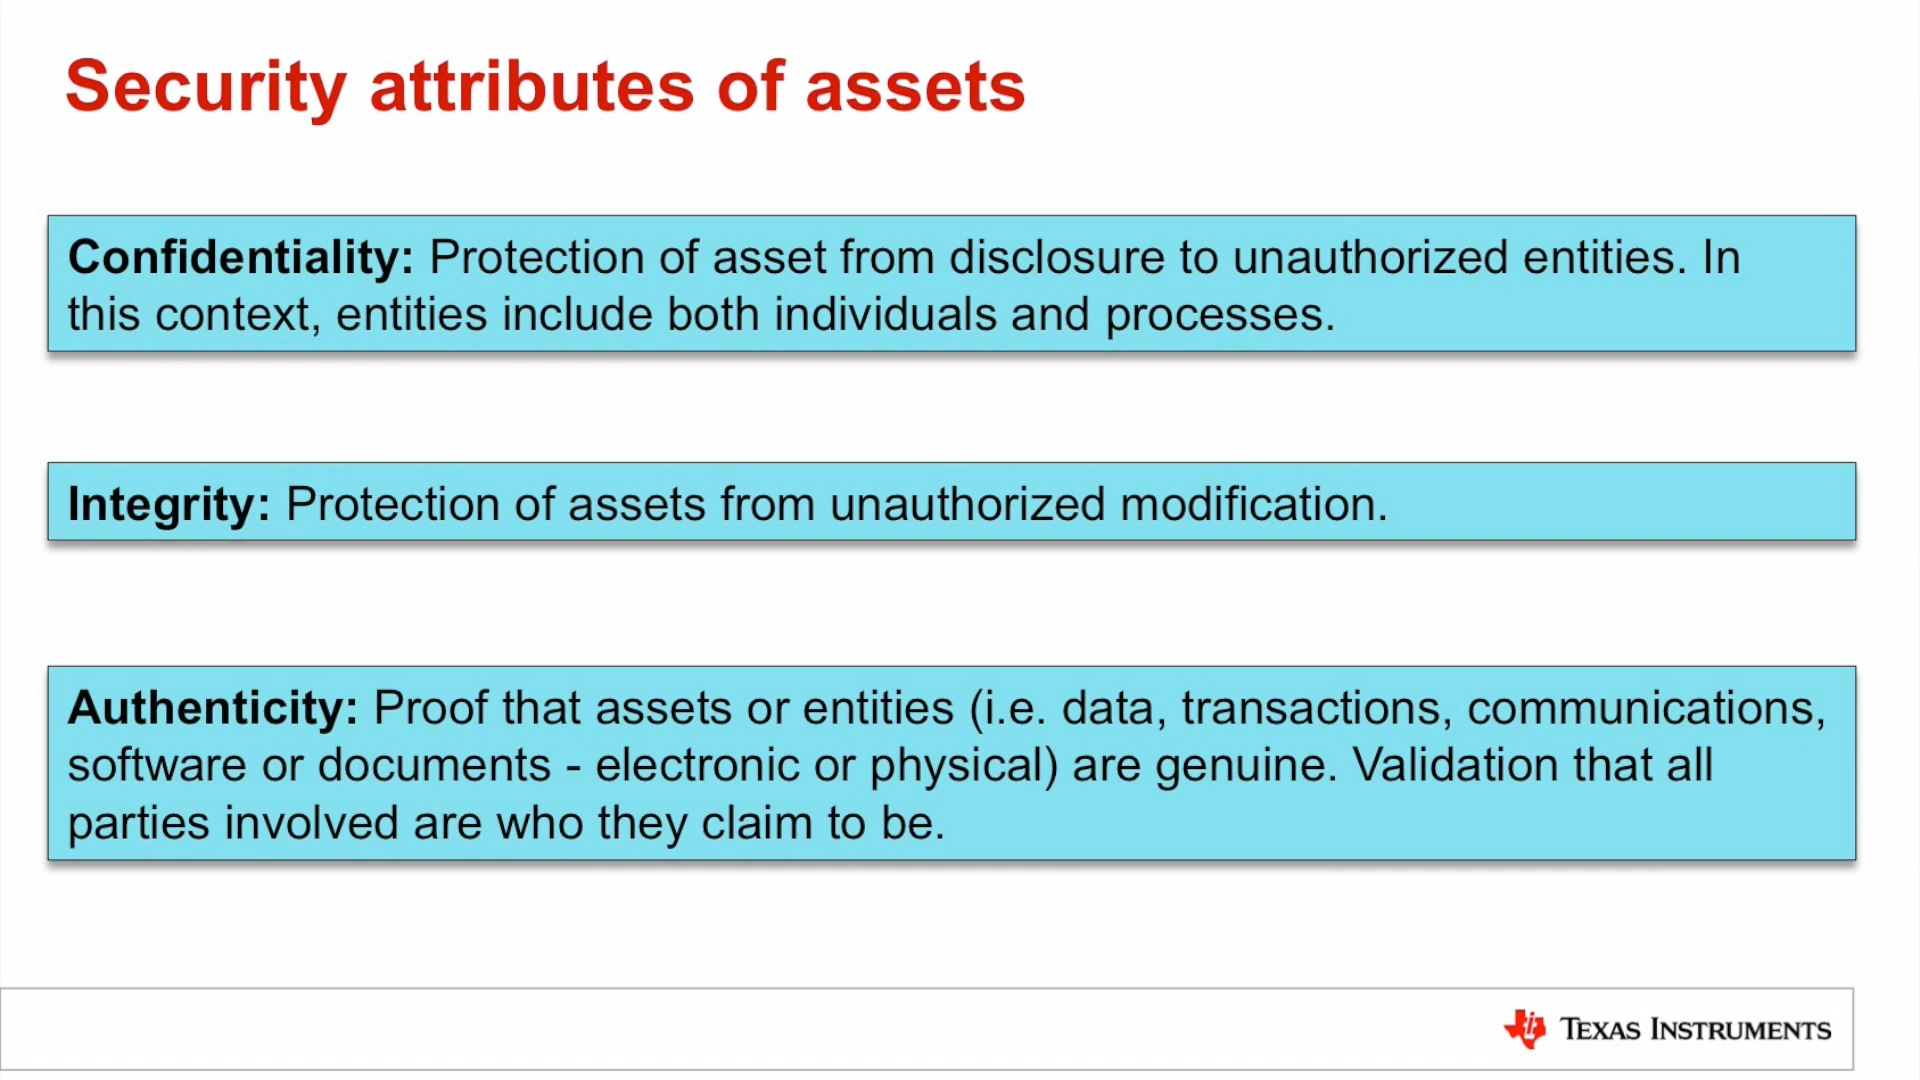 Security attributes of assets
Confidentiality: Protection of asset from disclosure to unauthorized entities. In
this context, entities include both individuals and processes.
Integrity: Protection of assets from unauthorized modification.
Authenticity: Proof that assets or entities (i.e. data, transactions, communications,
software or documents - electronic or physical) are genuine. Validation that all
parties involved are who they claim to be.
TEXAS INSTRUMENTS